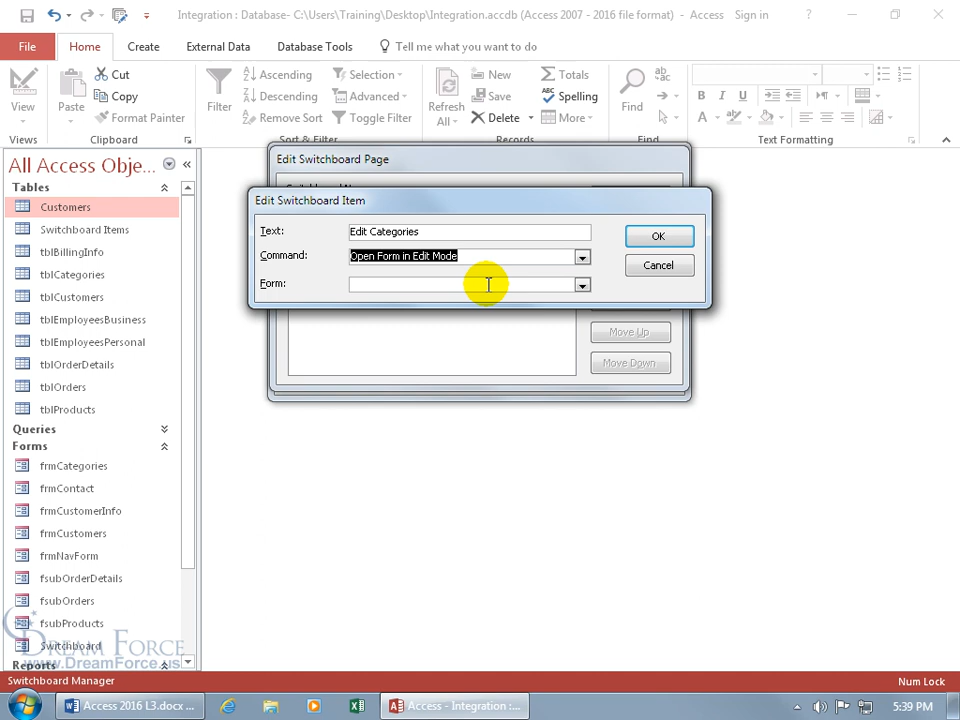 Integration : Database- C:\Users\Training\Desktop\Integration.accdb (Access 2007 - 2016 file format) - Access Sign in ?
File Home Create External Data Database Tools Tell me what you want to do
View
Views
Paste
Cut
Copy
Format Painter
Clipboard
Filter
Ascending
Descending
Remove Sort
Selection
Advanced
Toggle Filter
Sort & Filter
Refresh
All
New
Save
Delete
Totals
Spelling
More
Records
Find
Find
B I U
A
Text Formatting
All Access Obje...
Tables
Customers
Switchboard Items
tblBillingInfo
tblCategories
tblCustomers
tblEmployeesBusiness
tblEmployeesPersonal
tblOrderDetails
tblOrders
tblProducts
Queries
Forms
frmCategories
frmContact
frmCustomerInfo
frmCustomers
frmNavForm
fsubOrderDetails
fsubOrders
fsubProducts
Switchboard
Reports
DREAM FORCE
www.DreamForce.us
Edit Switchboard Page
Edit Switchboard Item
Text: Edit Categories
Command: Open Form in Edit Mode
Form:
OK
Cancel
Move Up
Move Down
Switchboard Manager Num Lock
Access 2016 L3.docx ... Access - Integration :... 5:39 PM